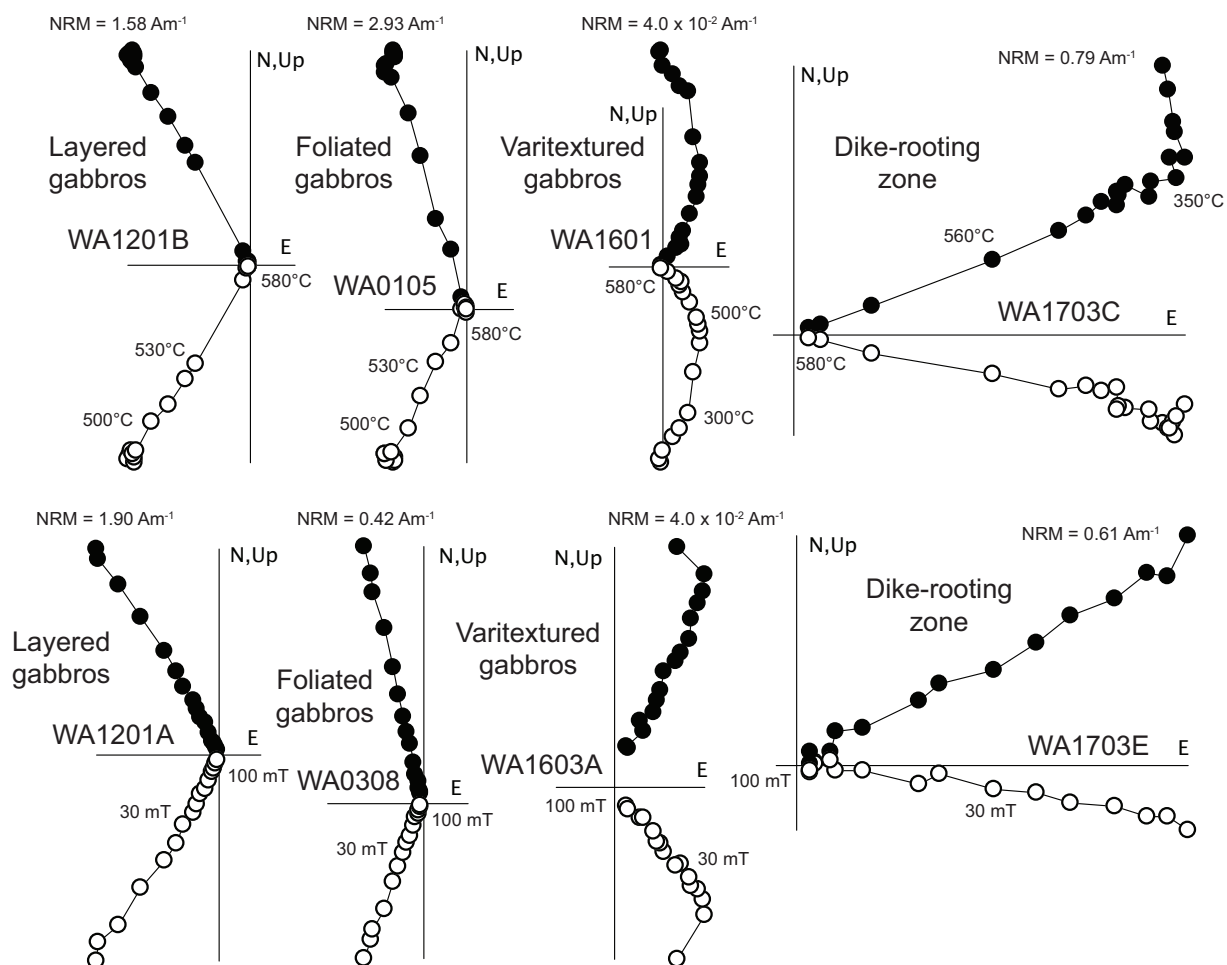 NRM = 1.58 Am⁻¹
N,Up
Layered
gabbros
WA1201B
E
580°C
530°C
500°C
NRM = 2.93 Am⁻¹
N,Up
Foliated
gabbros
WA0105
E
580°C
530°C
500°C
NRM = 4.0 x 10⁻² Am⁻¹
N,Up
Varitextured
gabbros
WA1601
E
580°C
500°C
300°C
N,Up
NRM = 0.79 Am⁻¹
Dike-rooting
zone
350°C
560°C
WA1703C
E
580°C
NRM = 1.90 Am⁻¹
N,Up
Layered
gabbros
WA1201A
E
100 mT
30 mT
NRM = 0.42 Am⁻¹
N,Up
Foliated
gabbros
WA0308
E
100 mT
30 mT
NRM = 4.0 x 10⁻² Am⁻¹
N,Up
Varitextured
gabbros
WA1603A
E
100 mT
30 mT
N,Up
NRM = 0.61 Am⁻¹
Dike-rooting
zone
WA1703E
E
100 mT
30 mT